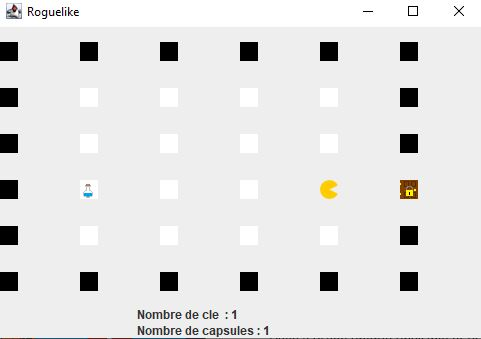 Roguelike
Nombre de cle : 1
Nombre de capsules : 1